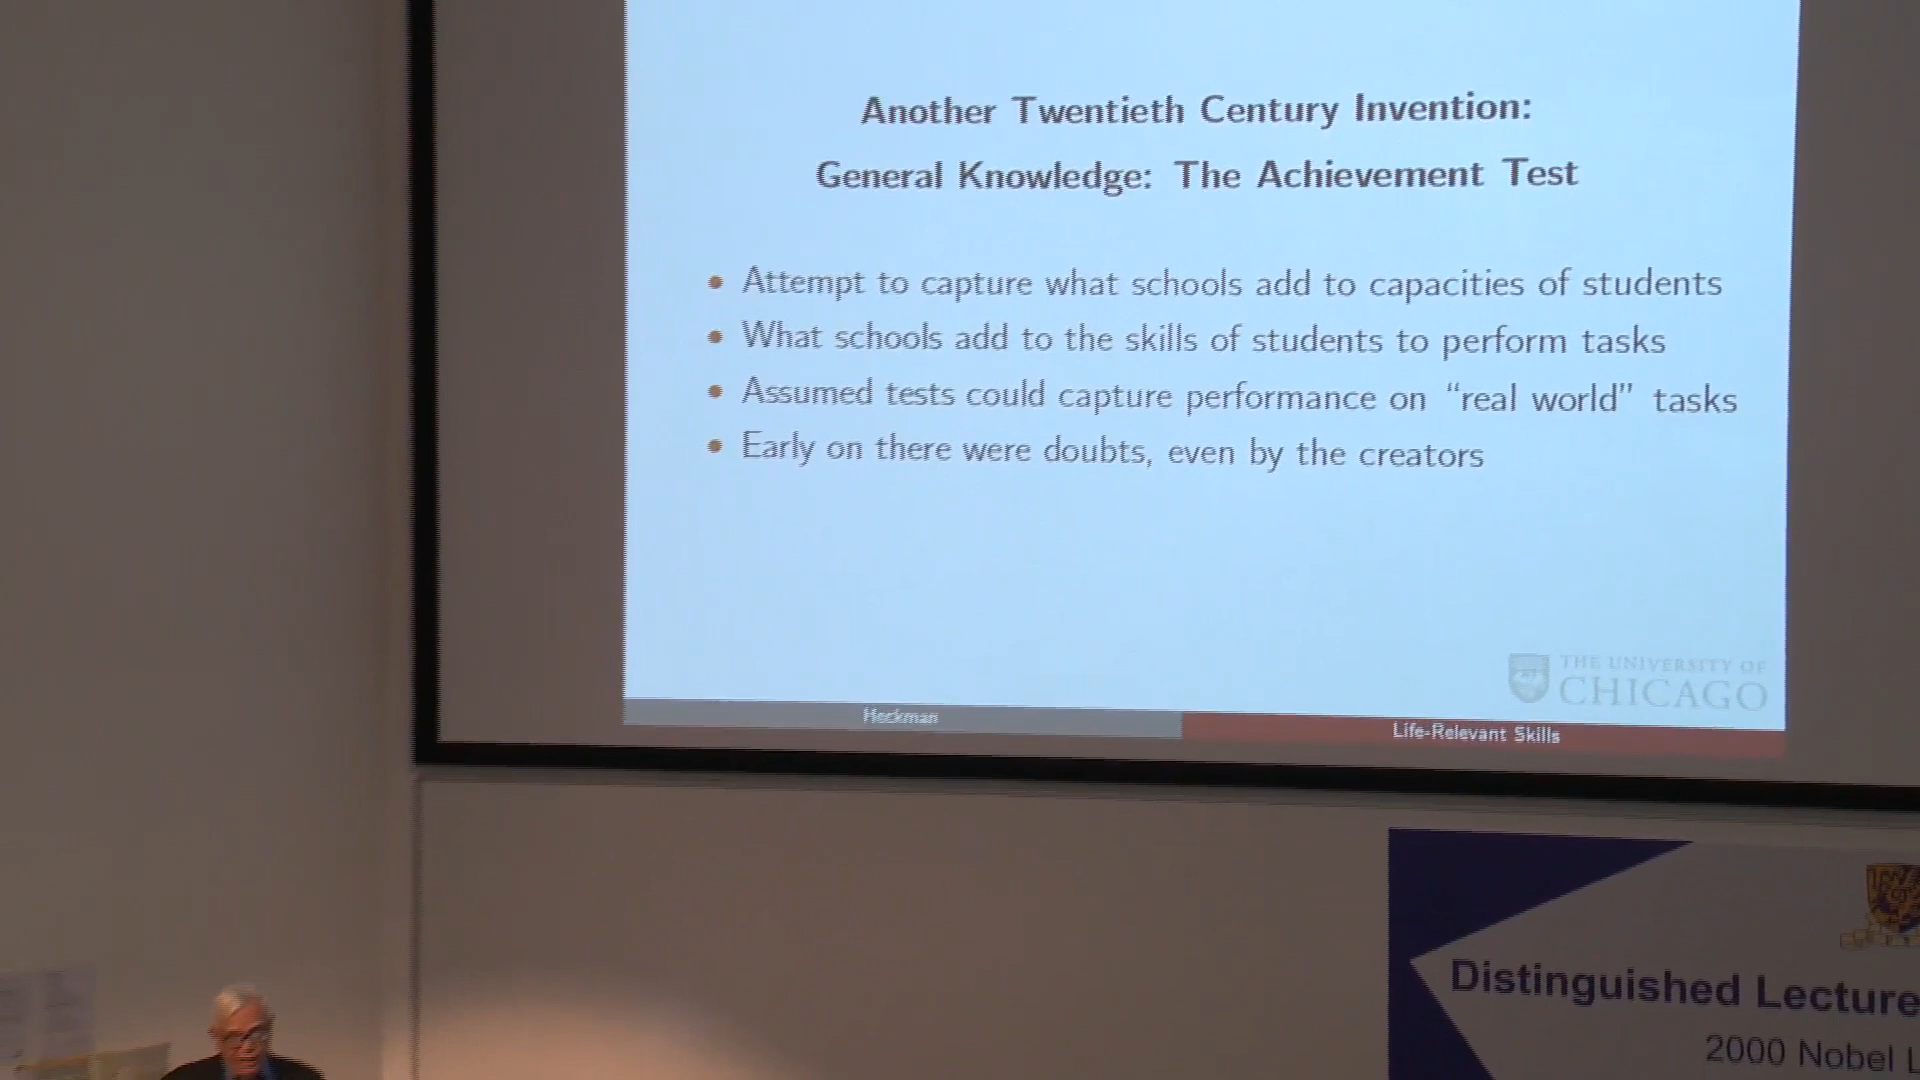 Another Twentieth Century Invention:
General Knowledge: The Achievement Test
• Attempt to capture what schools add to capacities of students
• What schools add to the skills of students to perform tasks
• Assumed tests could capture performance on “real world” tasks
• Early on there were doubts, even by the creators
THE UNIVERSITY OF
CHICAGO
Heckman
Life-Relevant Skills
Distinguished Lecture
2000 Nobel L